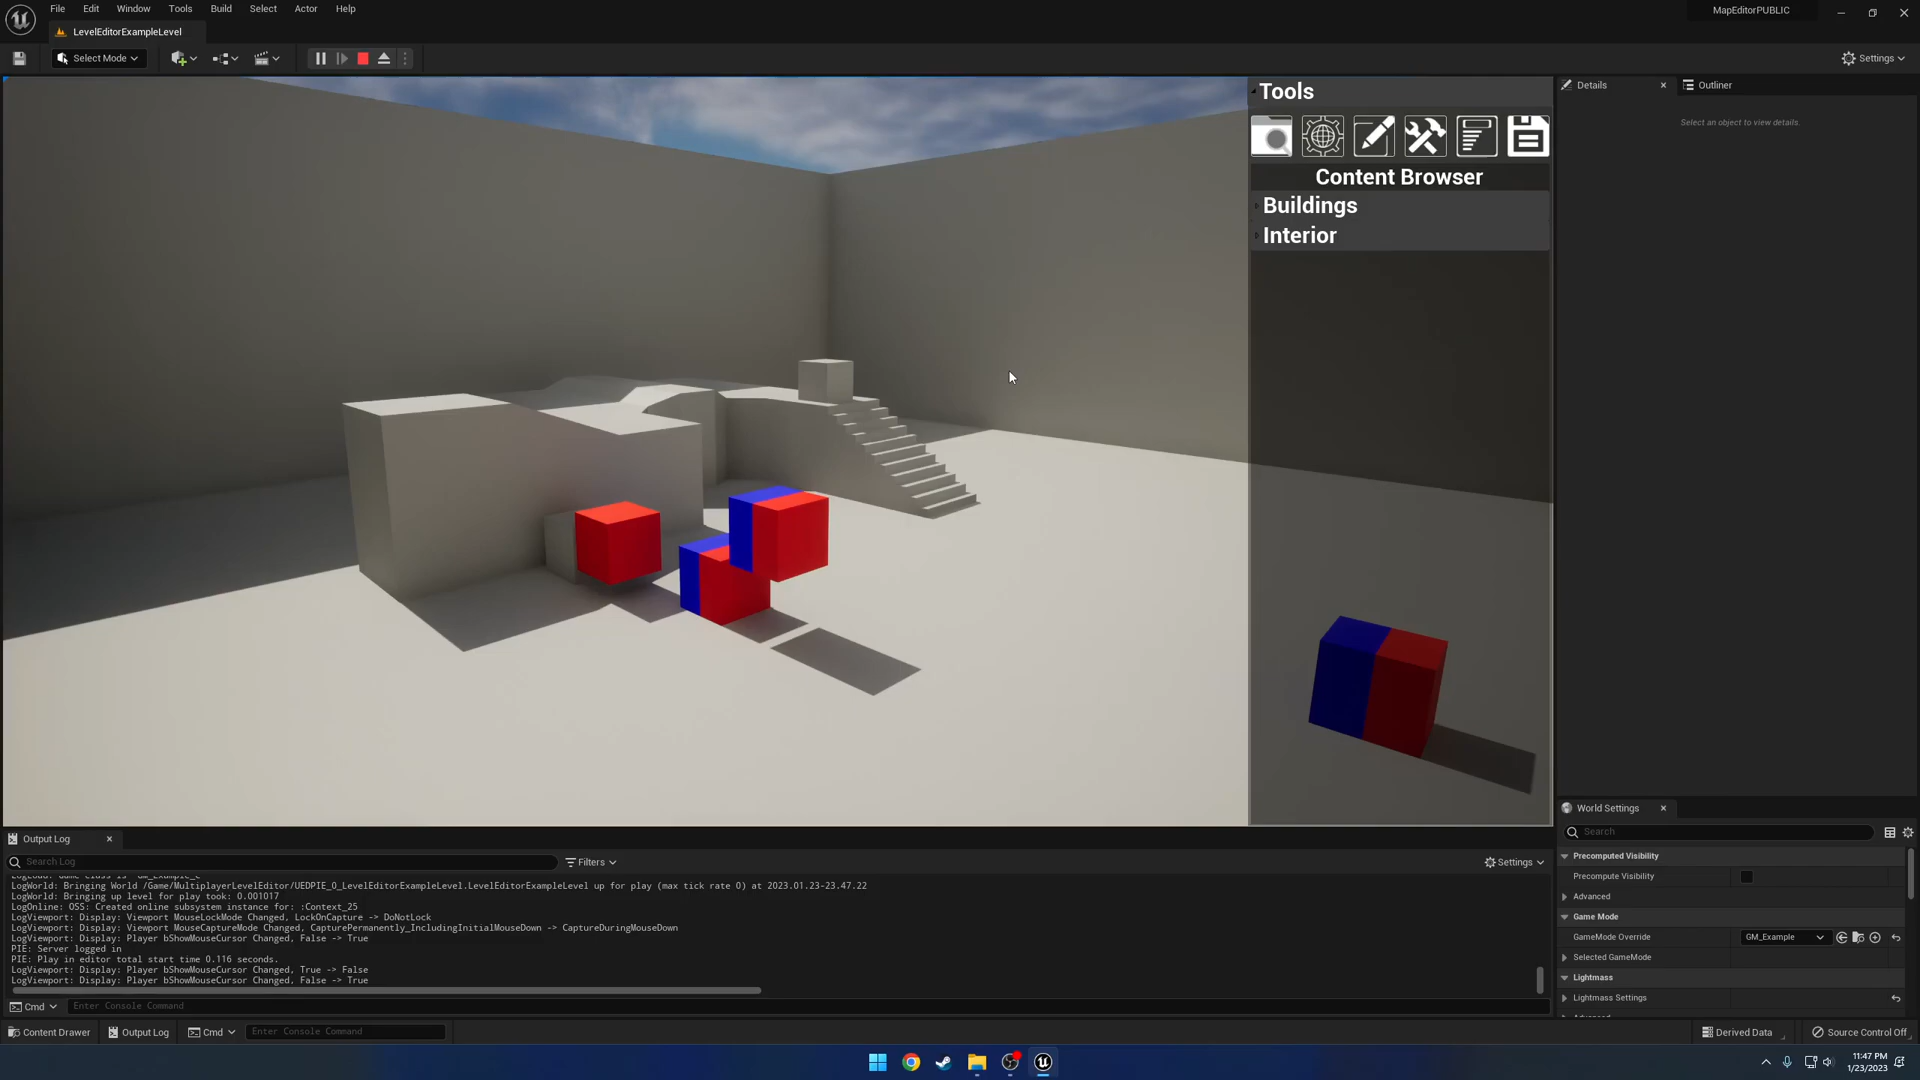 File Edit Window Tools Build Select Actor Help
MapEditorPUBLIC
LevelEditorExampleLevel
Select Mode
Settings
Tools
Content Browser
Buildings
Interior
Details
Outliner
Select an object to view details.
Output Log
Search Log
Filters
Settings
LogWorld: Bringing World /Game/MultiplayerLevelEditor/UEDPIE_0_LevelEditorExampleLevel.LevelEditorExampleLevel up for play (max tick rate 0) at 2023.01.23-23.47.22
LogWorld: Bringing up level for play took: 0.001017
LogOnline: OSS: Created online subsystem instance for: :Context_25
LogViewport: Display: Viewport MouseLockMode Changed, LockOnCapture -> DoNotLock
LogViewport: Display: Viewport MouseCaptureMode Changed, CapturePermanently_IncludingInitialMouseDown -> CaptureDuringMouseDown
LogViewport: Display: Player bShowMouseCursor Changed, False -> True
PIE: Server logged in
PIE: Play in editor total start time 0.116 seconds.
LogViewport: Display: Player bShowMouseCursor Changed, True -> False
LogViewport: Display: Player bShowMouseCursor Changed, False -> True
Cmd
Enter Console Command
World Settings
Search
Precomputed Visibility
Precompute Visibility
Advanced
Game Mode
GameMode Override
GM_Example
Selected GameMode
Lightmass
Lightmass Settings
Content Drawer
Output Log
Cmd
Enter Console Command
Derived Data
Source Control Off
11:47 PM
1/23/2023